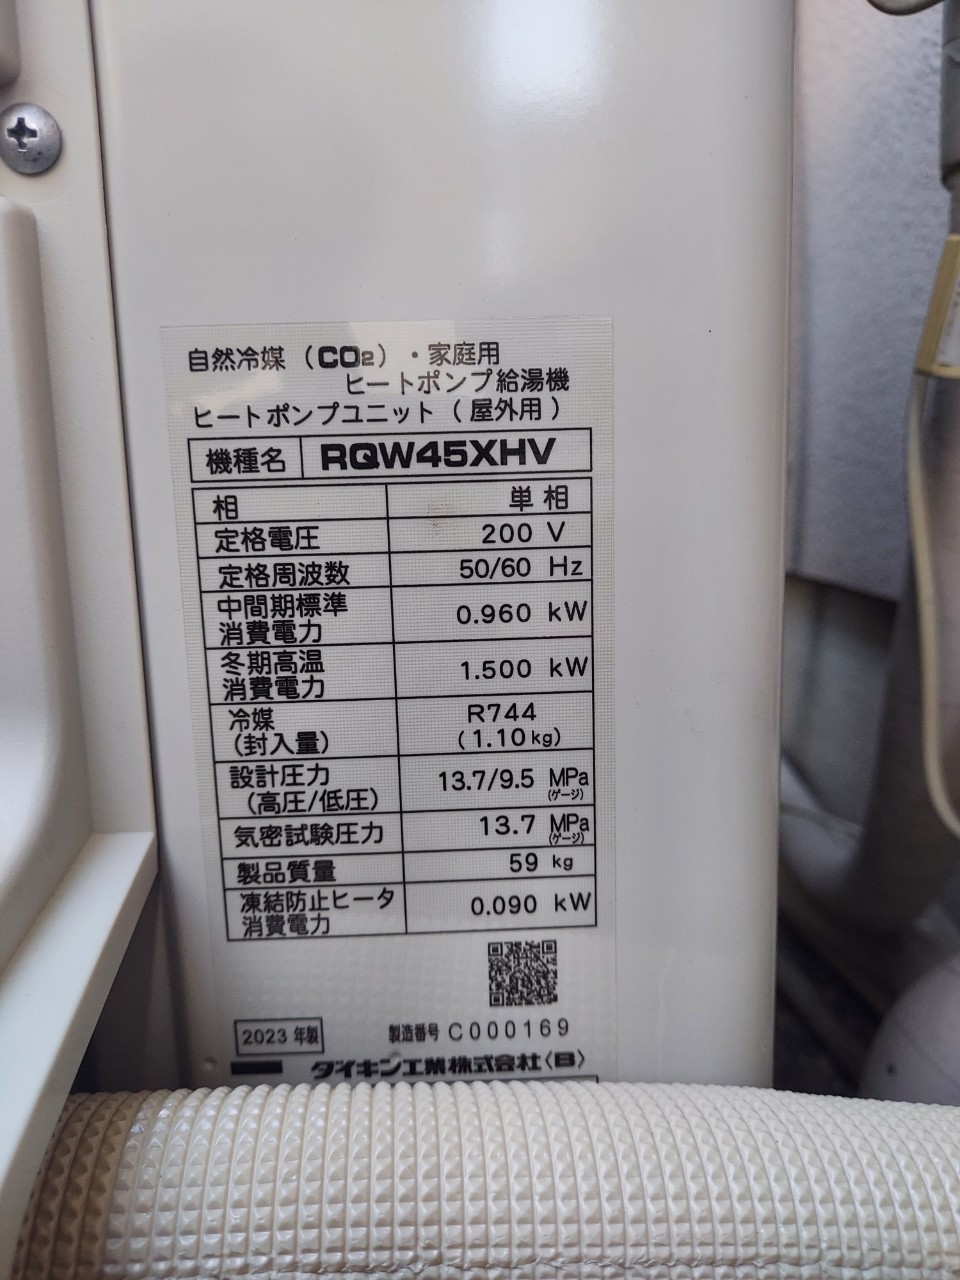 自然冷媒（CO₂）・家庭用
ヒートポンプ給湯機
ヒートポンプユニット（屋外用）
機種名 RQW45XHV
相 単相
定格電圧 200 V
定格周波数 50/60 Hz
中間期標準
消費電力 0.960 kW
冬期高温
消費電力 1.500 kW
冷媒 R744
（封入量） （1.10kg）
設計圧力
（高圧/低圧） 13.7/9.5 MPa
(ゲージ)
気密試験圧力 13.7 MPa
(ゲージ)
製品質量 59 kg
凍結防止ヒータ
消費電力 0.090 kW
2023 年製 製造番号 C000169
ダイキン工業株式会社〈B〉